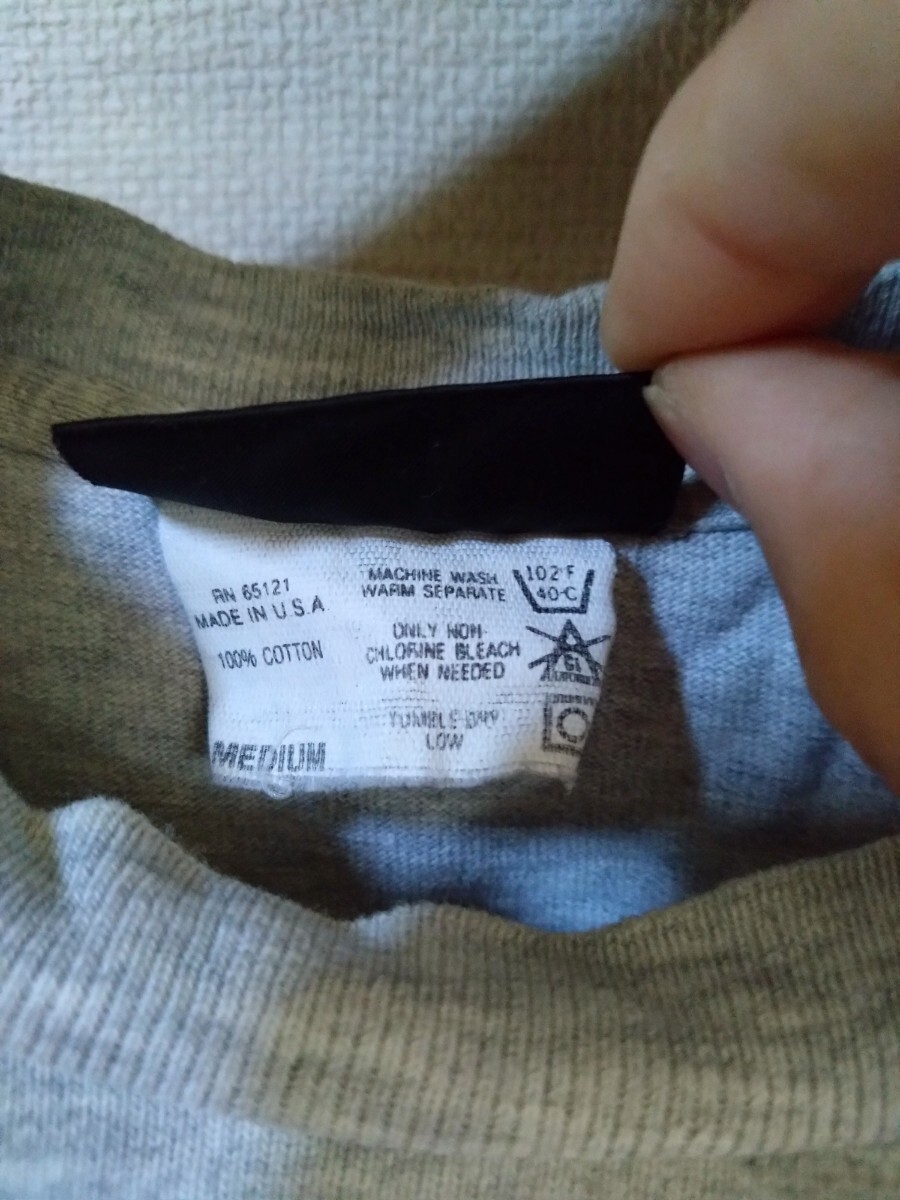 RN 65121
MADE IN U.S.A
100% COTTON
MEDIUM
MACHINE WASH
WARM SEPARATE
102°F
40·C
ONLY NON-
CHLORINE BLEACH
WHEN NEEDED
CL
TUMBLE DRY
LOW